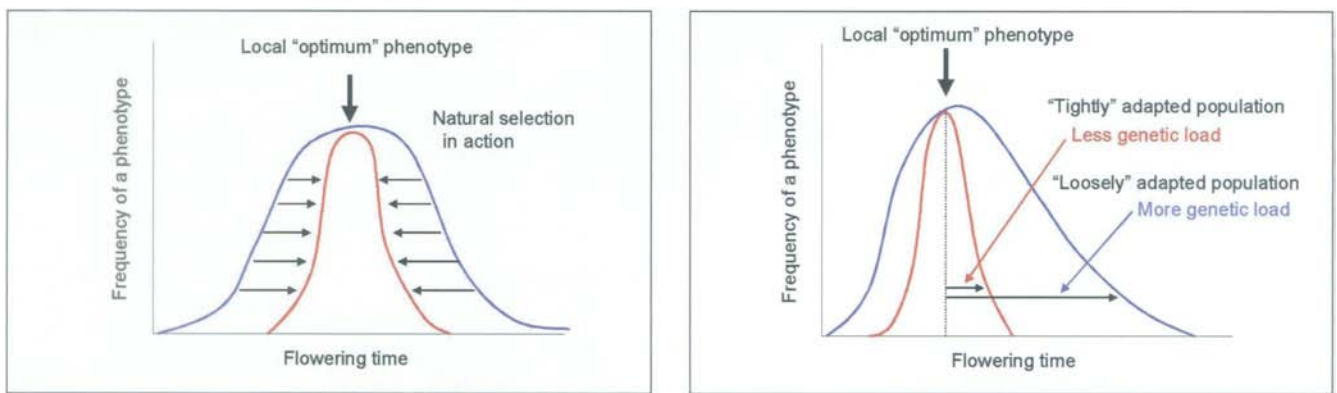 Local “optimum” phenotype
Natural selection
in action
Frequency of a phenotype
Flowering time
Local “optimum” phenotype
“Tightly” adapted population
Less genetic load
“Loosely” adapted population
More genetic load
Frequency of a phenotype
Flowering time